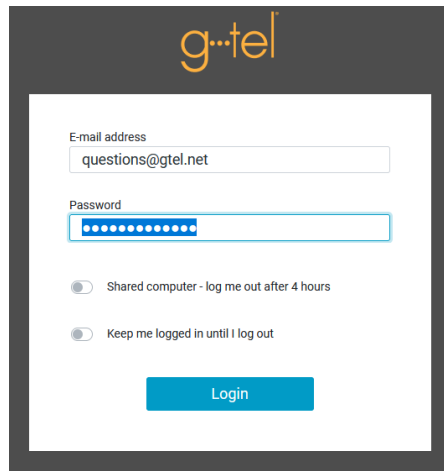 g···tel
E-mail address
questions@gtel.net
Password
●●●●●●●●●●●●●
Shared computer - log me out after 4 hours
Keep me logged in until I log out
Login